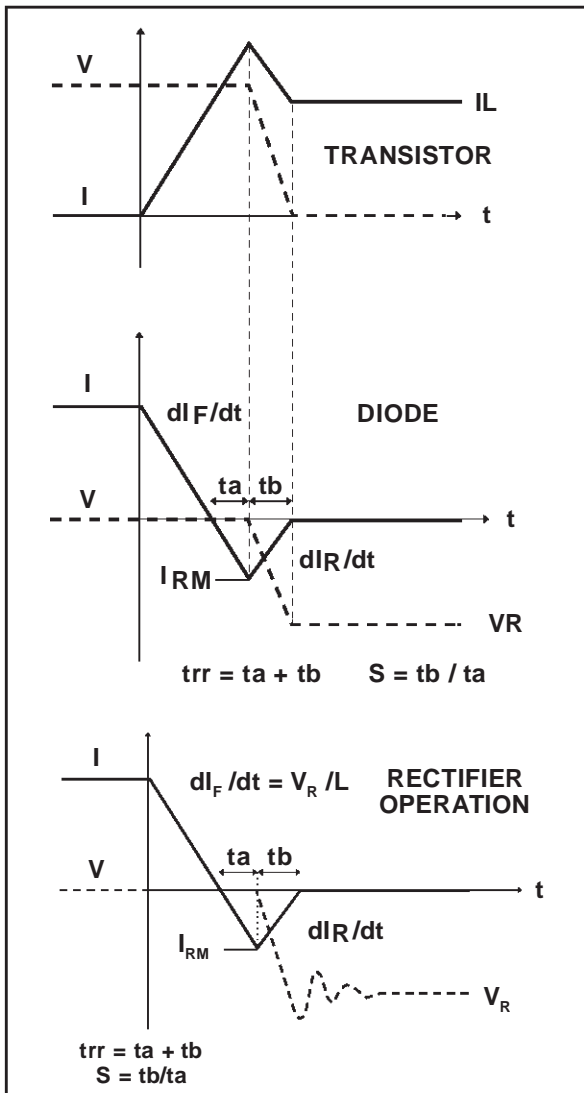 V
IL
TRANSISTOR
I
t
I
dIF/dt
DIODE
ta tb
V
t
IRM
dIR/dt
VR
trr = ta + tb S = tb / ta
I
dIF/dt = VR/L
RECTIFIER
OPERATION
ta tb
V
t
IRM
dIR/dt
VR
trr = ta + tb
S = tb/ta